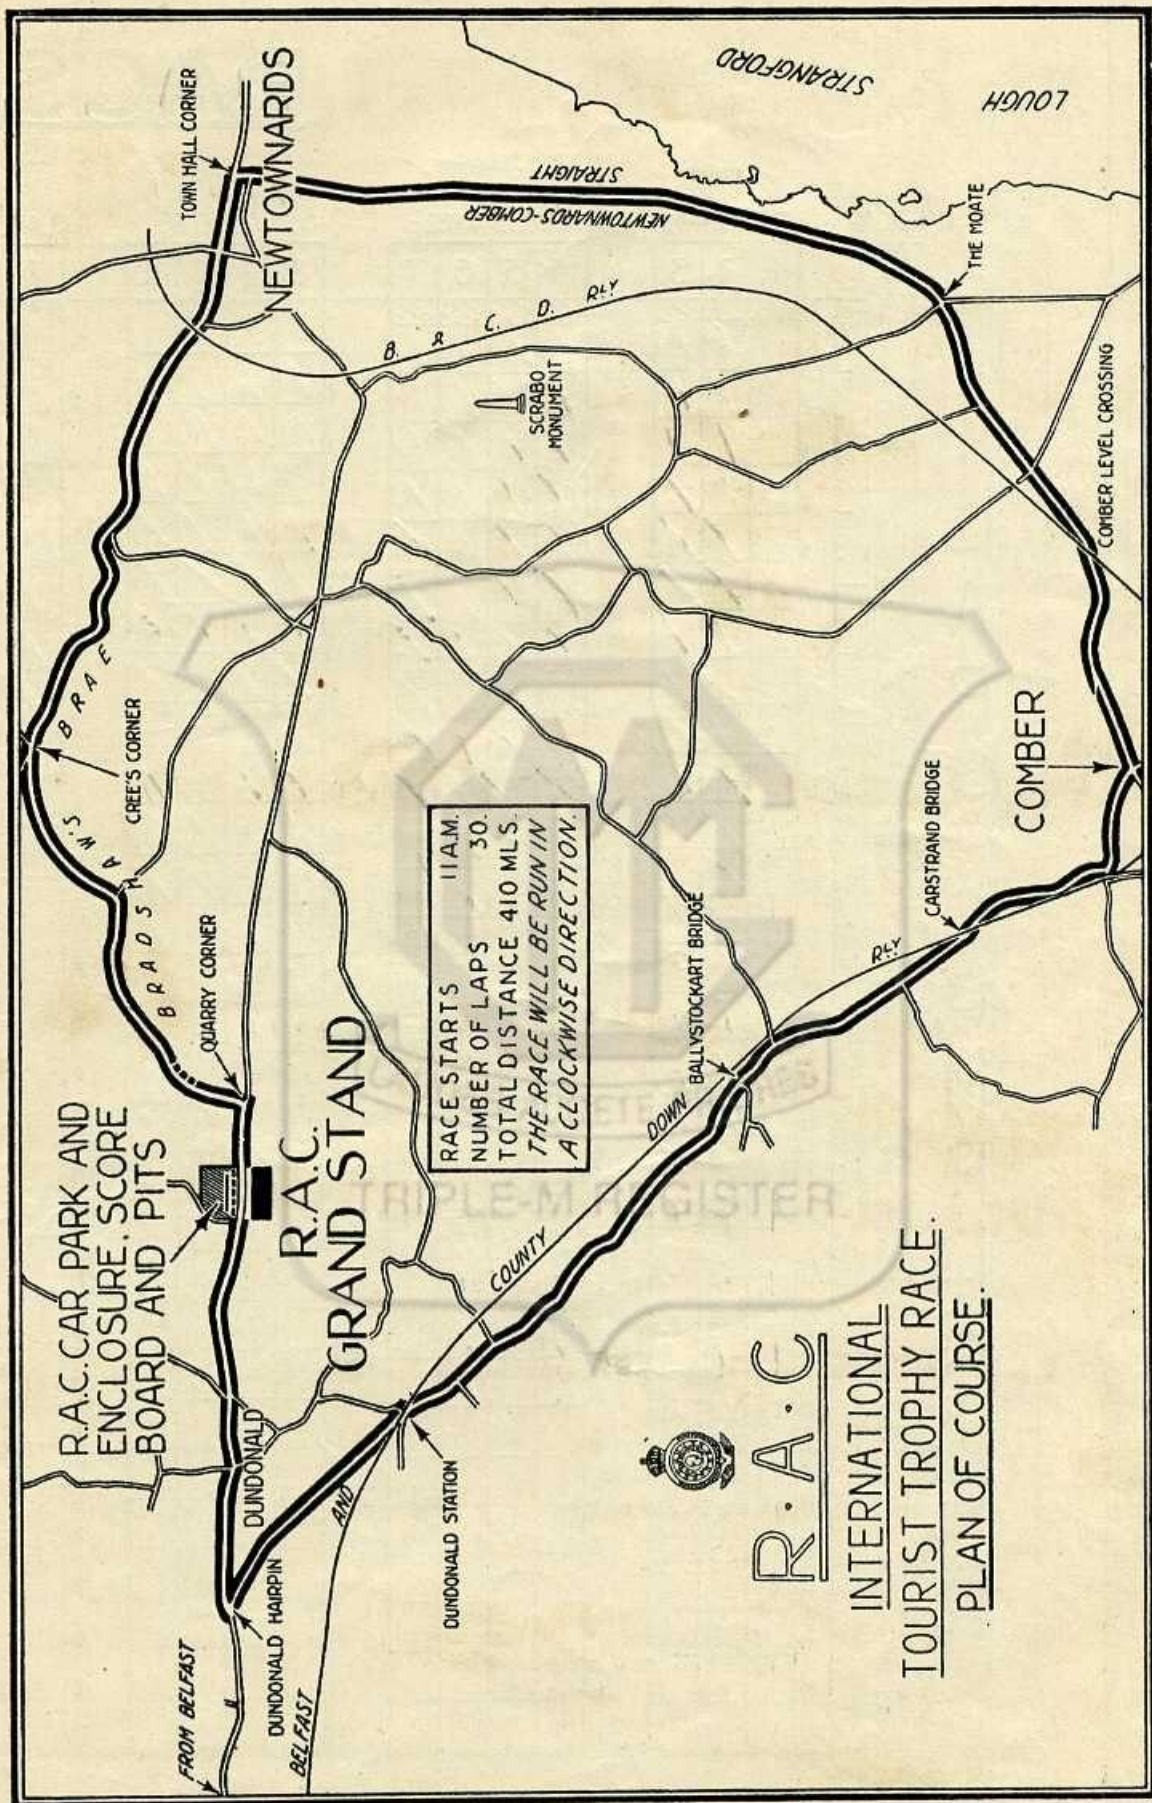 R.A.C. CAR PARK AND
ENCLOSURE. SCORE
BOARD AND PITS
QUARRY CORNER
BRADSHAW'S BRAE
CREE'S CORNER
TOWN HALL CORNER
NEWTOWNARDS
FROM BELFAST
DUNDONALD
DUNDONALD HAIRPIN
R.A.C.
GRAND STAND
BELFAST AND COUNTY DOWN RLY
DUNDONALD STATION
RACE STARTS 11 A.M.
NUMBER OF LAPS 30.
TOTAL DISTANCE 410 MLS.
THE RACE WILL BE RUN IN
A CLOCKWISE DIRECTION.
B. & C. D. RLY
SCRABO
MONUMENT
NEWTOWNARDS-COMBER
STRAIGHT
STRANGFORD
LOUGH
THE MOATE
COMBER LEVEL CROSSING
COMBER
CARSTRAND BRIDGE
BALLYSTOCKART BRIDGE
R.A.C
INTERNATIONAL
TOURIST TROPHY RACE.
PLAN OF COURSE.
TRIPLE-M REGISTER